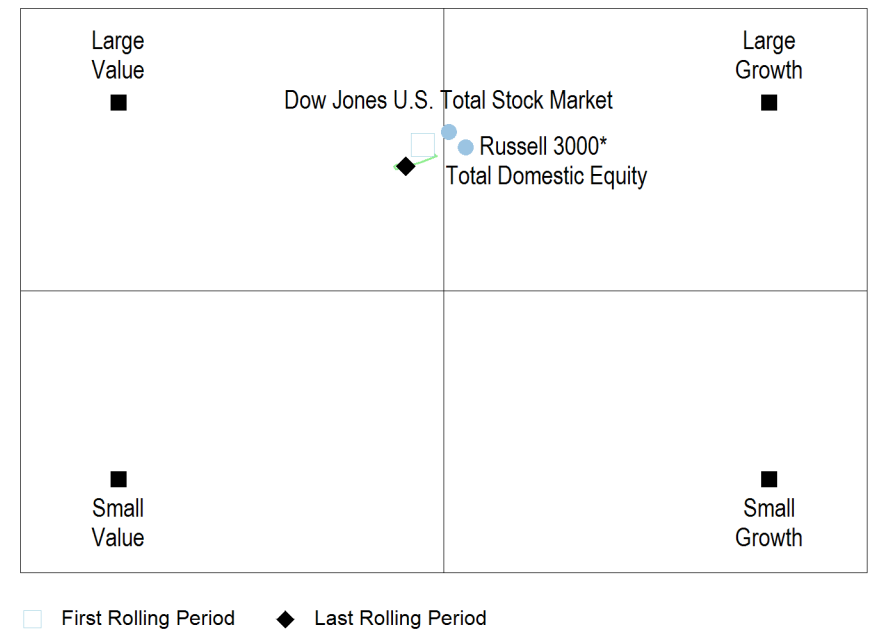 Large
Value
Large
Growth
Dow Jones U.S. Total Stock Market
Russell 3000*
Total Domestic Equity
Small
Value
Small
Growth
First Rolling Period
Last Rolling Period